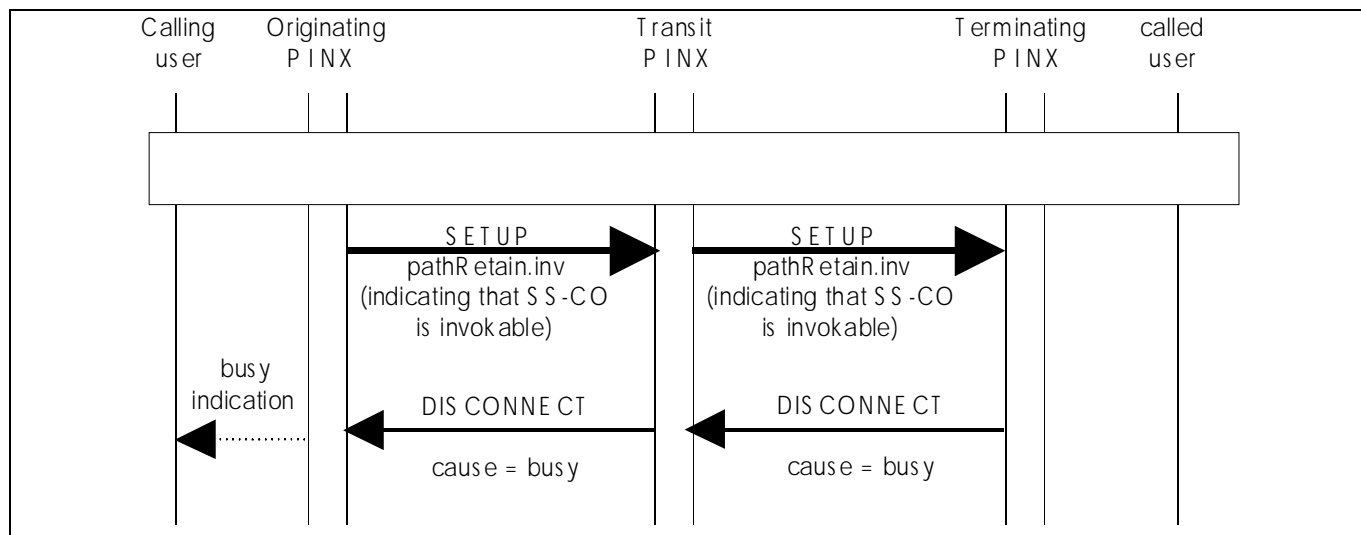 Calling user
Originating PINX
Transit PINX
Terminating PINX
called user
SETUP
pathRetain.inv
(indicating that SS-CO
is invokable)
SETUP
pathRetain.inv
(indicating that SS-CO
is invokable)
busy
indication
DISCONNECT
cause = busy
DISCONNECT
cause = busy